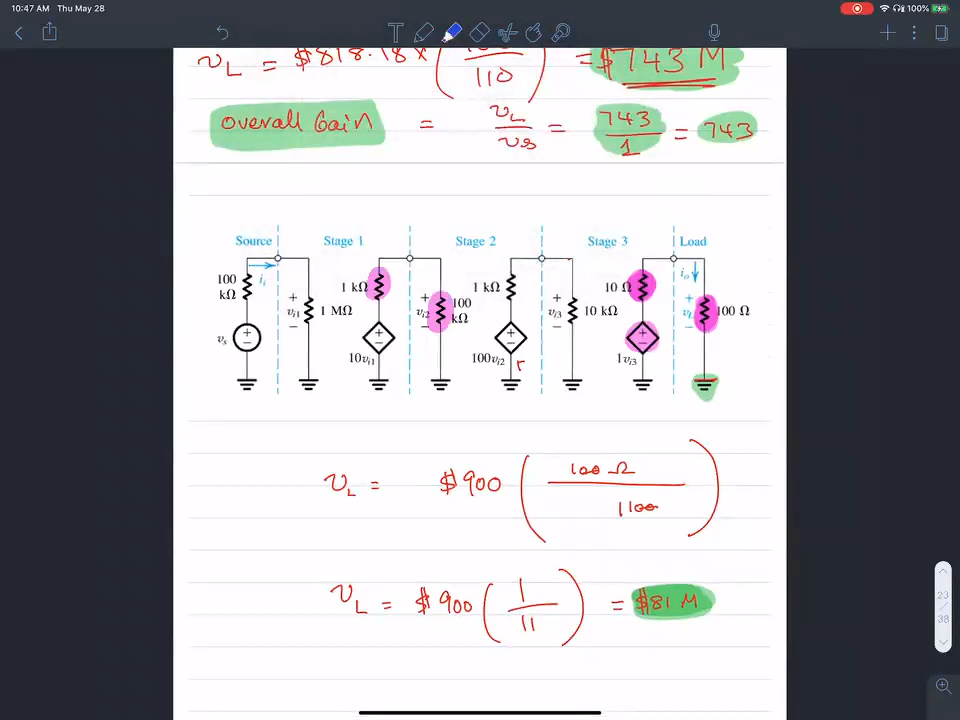 10:47 AM Thu May 28
100%
T
v_L = $818.18 × ( / 110 ) = $743 M
overall Gain = v_L / v_s = 743 / 1 = 743
Source Stage 1 Stage 2 Stage 3 Load
100 kΩ i_i + v_i1 − 1 MΩ 1 kΩ + v_i2 − 100 kΩ 1 kΩ + v_i3 − 10 kΩ 10 Ω i_o + − 100 Ω
v_s + − + − + − + −
10v_i1 100v_i2 r 1v_i3
v_L = $900 ( 100 Ω / 1100 )
v_L = $900 ( 1 / 11 ) = $81 M
23
/
38